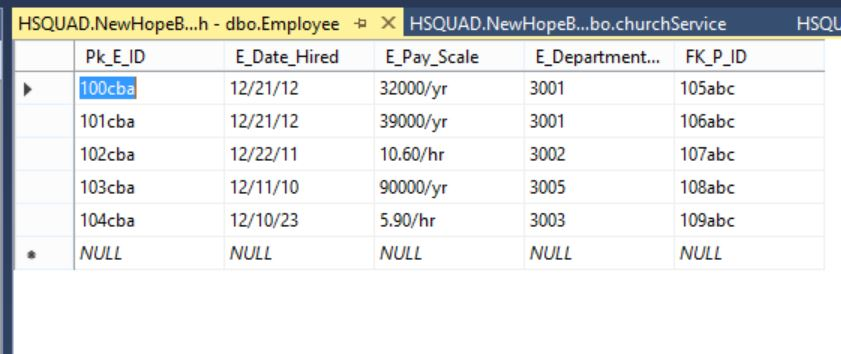 HSQUAD.NewHopeB...h - dbo.Employee HSQUAD.NewHopeB...bo.churchService HSQU
Pk_E_ID E_Date_Hired E_Pay_Scale E_Department... FK_P_ID
100cba 12/21/12 32000/yr 3001 105abc
101cba 12/21/12 39000/yr 3001 106abc
102cba 12/22/11 10.60/hr 3002 107abc
103cba 12/11/10 90000/yr 3005 108abc
104cba 12/10/23 5.90/hr 3003 109abc
NULL NULL NULL NULL NULL